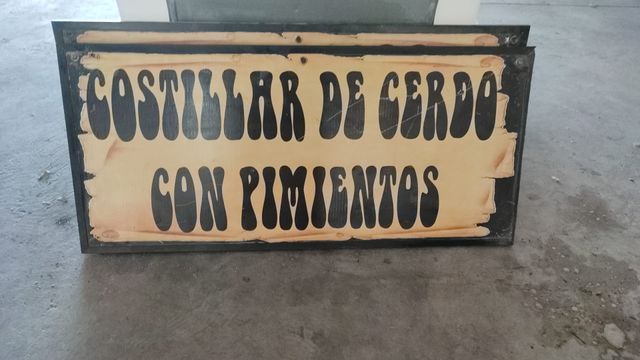 COSTILLAR DE CERDO
CON PIMIENTOS